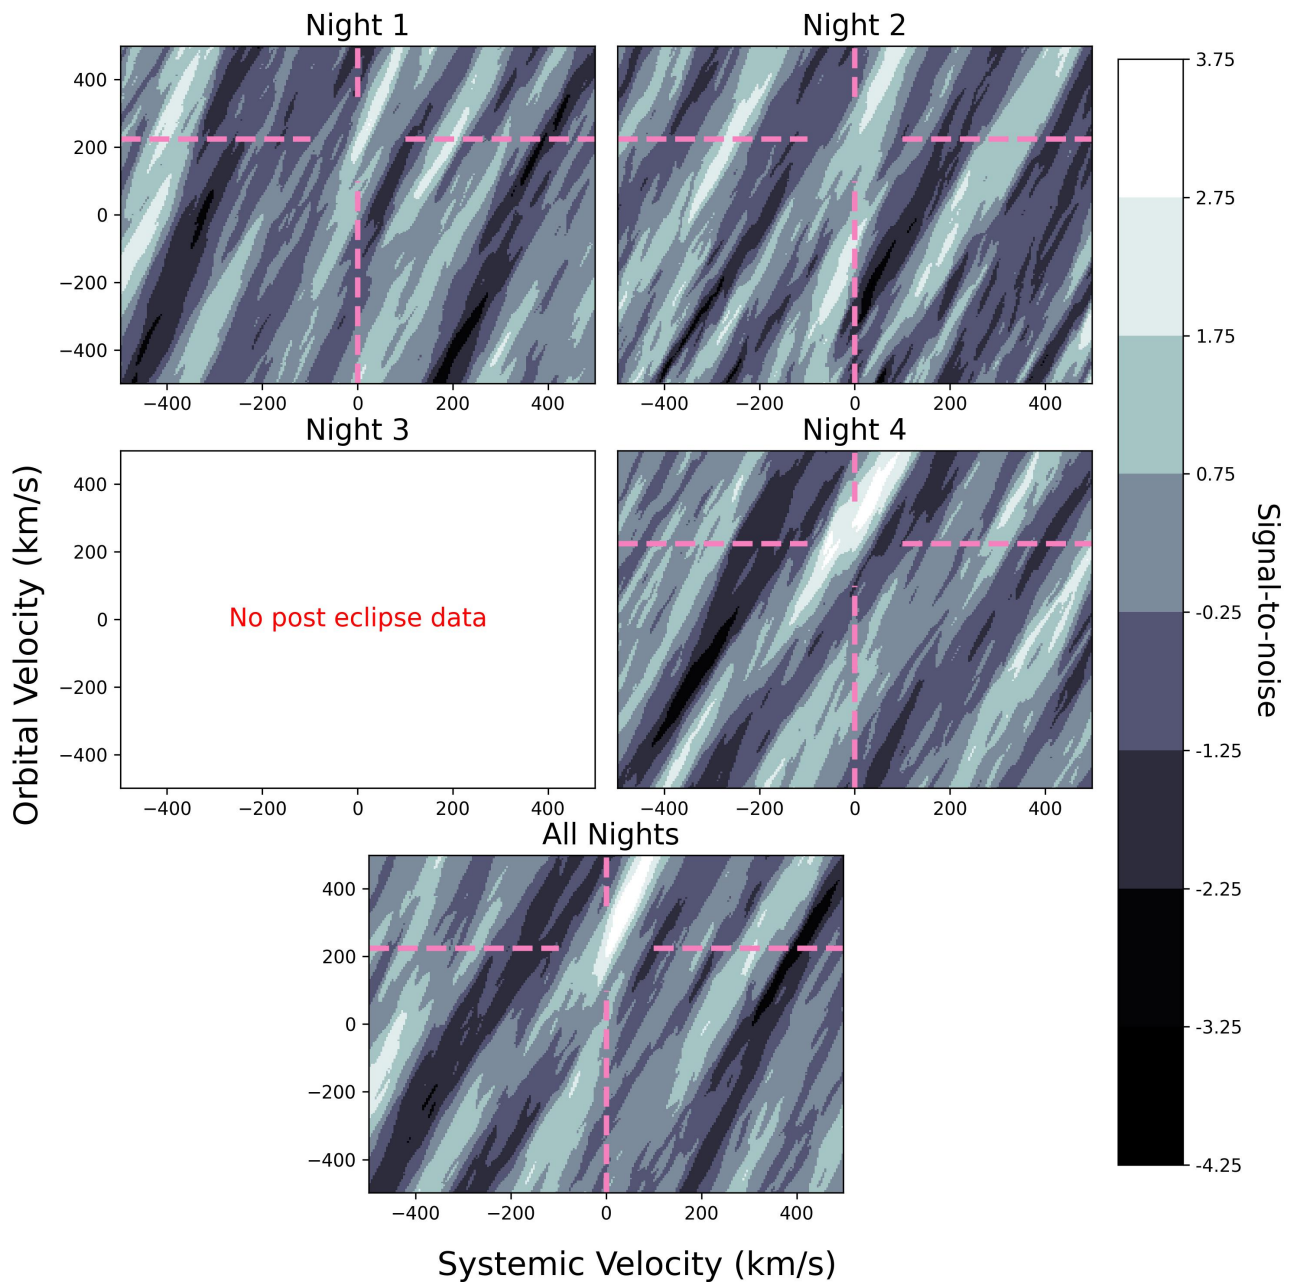 Night 1
Night 2
400
200
0
−200
−400
−400 −200 0 200 400
−400 −200 0 200 400
Night 3
Night 4
400
200
0
−200
−400
No post eclipse data
−400 −200 0 200 400
−400 −200 0 200 400
All Nights
400
200
0
−200
−400
−400 −200 0 200 400
Orbital Velocity (km/s)
Systemic Velocity (km/s)
3.75
2.75
1.75
0.75
-0.25
-1.25
-2.25
-3.25
-4.25
Signal-to-noise